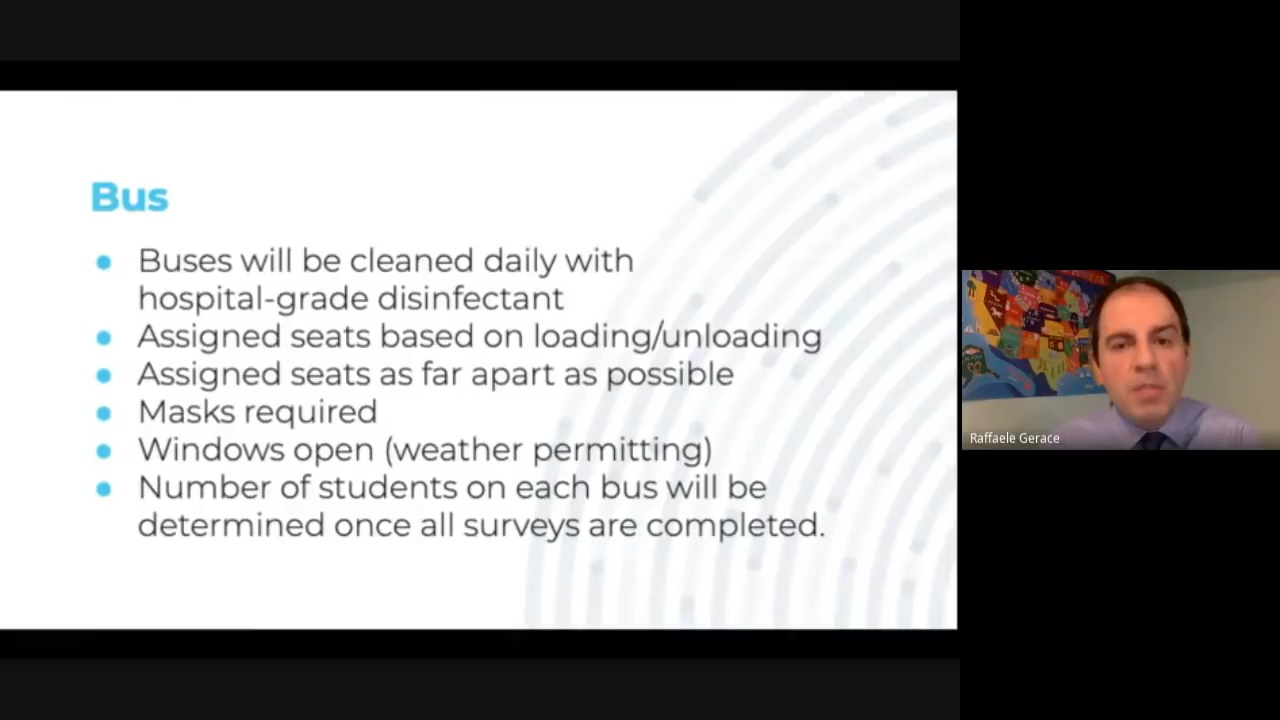 Bus
Buses will be cleaned daily with
hospital-grade disinfectant
Assigned seats based on loading/unloading
Assigned seats as far apart as possible
Masks required
Windows open (weather permitting)
Number of students on each bus will be
determined once all surveys are completed.
Raffaele Gerace